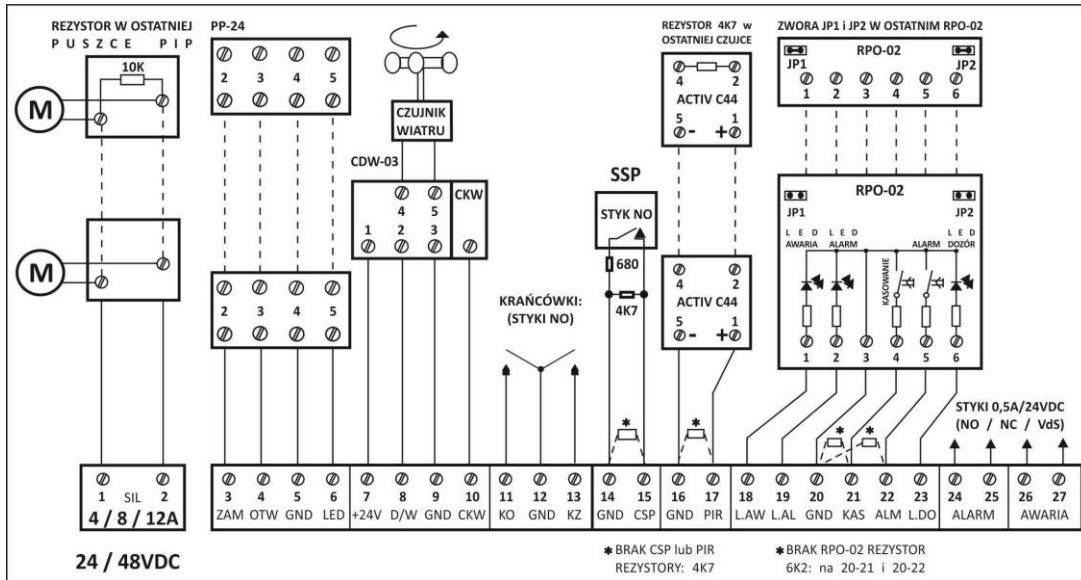 REZYSTOR W OSTATNIEJ
PUSZCE PIP
10K
M
M
1 2
SIL
4 / 8 / 12A
24 / 48VDC
PP-24
2 3 4 5
2 3 4 5
CZUJNIK
WIATRU
CDW-03
4 5 CKW
1 2 3
KRAŃCÓWKI:
(STYKI NO)
SSP
STYK NO
680
4K7
REZYSTOR 4K7 w
OSTATNIEJ CZUJCE
4 2
ACTIV C44
5 1
- +
4 2
ACTIV C44
5 1
- +
ZWORA JP1 i JP2 W OSTATNIM RPO-02
RPO-02
JP1 JP2
1 2 3 4 5 6
RPO-02
JP1 JP2
LED LED LED
AWARIA ALARM ALARM DOZÓR
KASOWANIE
1 2 3 4 5 6
STYKI 0,5A/24VDC
(NO / NC / VdS)
* * * *
3 4 5 6 7 8 9 10 11 12 13 14 15 16 17 18 19 20 21 22 23 24 25 26 27
ZAM OTW GND LED +24V D/W GND CKW KO GND KZ GND CSP GND PIR L.AW L.AL GND KAS ALM L.DO ALARM AWARIA
* BRAK CSP lub PIR
REZYSTORY: 4K7
* BRAK RPO-02 REZYSTOR
6K2: na 20-21 i 20-22